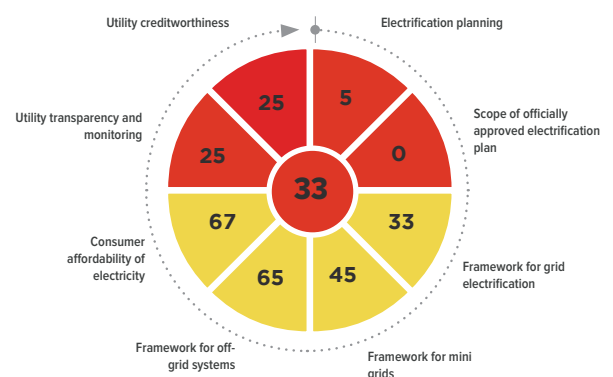 Utility creditworthiness
Electrification planning
25
5
Utility transparency and
monitoring
Scope of officially
approved electrification
plan
25
0
33
67
33
Consumer
affordability of
electricity
Framework for grid
electrification
65
45
Framework for off-
grid systems
Framework for mini
grids